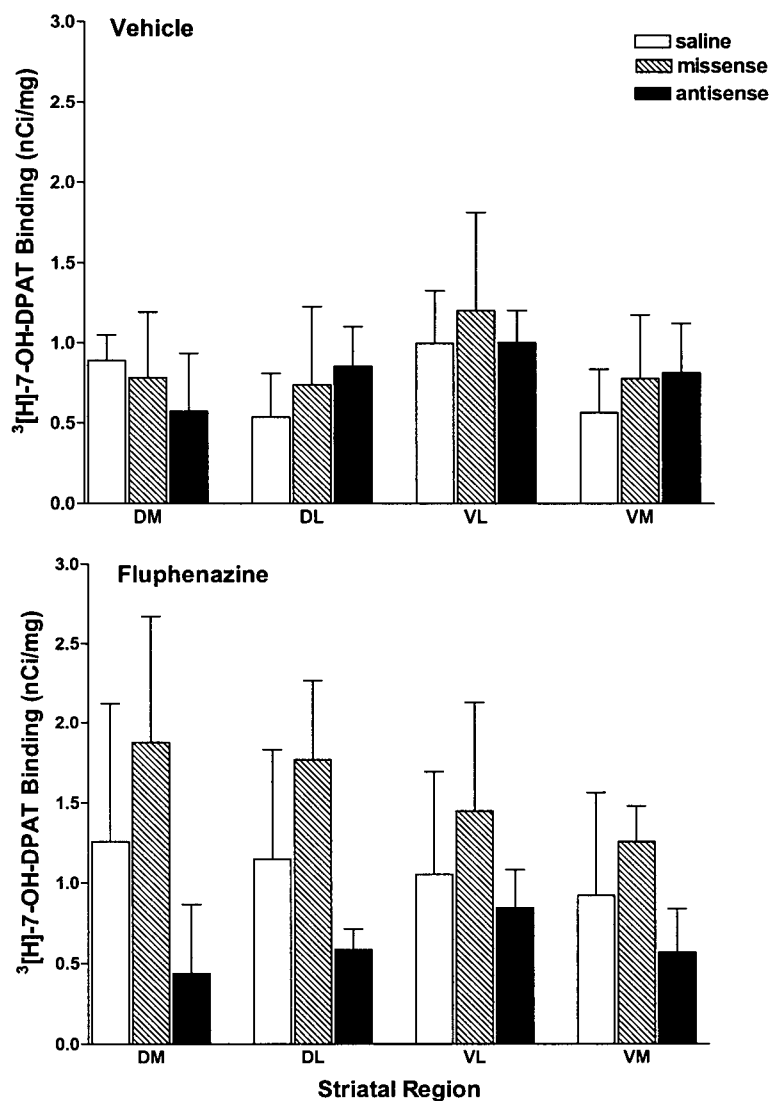 Vehicle
saline
missense
antisense
³[H]-7-OH-DPAT Binding (nCi/mg)
3.0
2.5
2.0
1.5
1.0
0.5
0.0
DM DL VL VM
Fluphenazine
³[H]-7-OH-DPAT Binding (nCi/mg)
3.0
2.5
2.0
1.5
1.0
0.5
0.0
DM DL VL VM
Striatal Region